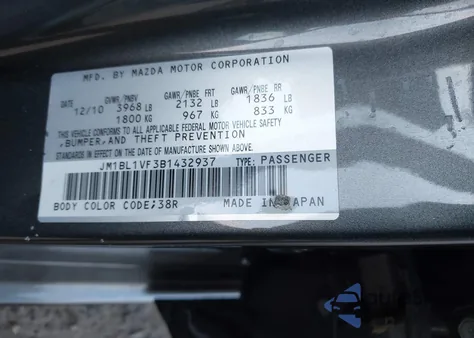 MFD. BY MAZDA MOTOR CORPORATION
DATE GVWR/PNBV GAWR/PNBE FRT GAWR/PNBE RR
12/10 3968 LB 2132 LB 1836 LB
1800 KG 967 KG 833 KG
THIS VEHICLE CONFORMS TO ALL APPLICABLE FEDERAL MOTOR VEHICLE SAFETY
,BUMPER,AND THEFT PREVENTION
STANDARDS IN EFFECT ON THE DATE OF MANUFACTURE SHOWN ABOVE.
JM1BL1VF3B1432937 TYPE: PASSENGER
BODY COLOR CODE;38R MADE IN JAPAN